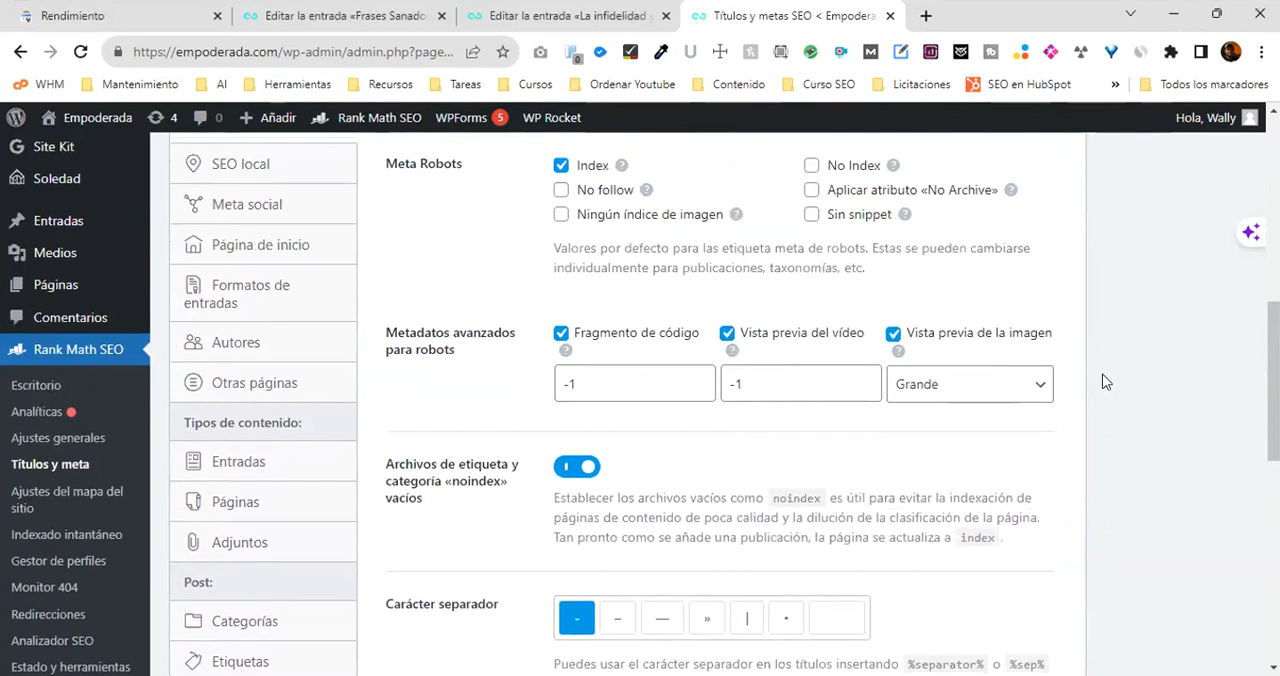 Rendimiento
Editar la entrada «Frases Sanado
Editar la entrada «La infidelidad y
Títulos y metas SEO < Empodera
https://empoderada.com/wp-admin/admin.php?page...
WHM
Mantenimiento
AI
Herramientas
Recursos
Tareas
Cursos
Ordenar Youtube
Contenido
Curso SEO
Licitaciones
SEO en HubSpot
»
Todos los marcadores
Empoderada
4
0
Añadir
Rank Math SEO
WPForms 5
WP Rocket
Hola, Wally
Site Kit
Soledad
Entradas
Medios
Páginas
Comentarios
Rank Math SEO
Escritorio
Analíticas
Ajustes generales
Títulos y meta
Ajustes del mapa del
sitio
Indexado intantáneo
Gestor de perfiles
Monitor 404
Redirecciones
Analizador SEO
Estado y herramientas
SEO local
Meta social
Página de inicio
Formatos de
entradas
Autores
Otras páginas
Tipos de contenido:
Entradas
Páginas
Adjuntos
Post:
Categorías
Etiquetas
Meta Robots
Index
No Index
No follow
Aplicar atributo «No Archive»
Ningún índice de imagen
Sin snippet
Valores por defecto para las etiqueta meta de robots. Estas se pueden cambiarse
individualmente para publicaciones, taxonomías, etc.
Metadatos avanzados
para robots
Fragmento de código
Vista previa del vídeo
Vista previa de la imagen
-1
-1
Grande
Archivos de etiqueta y
categoría «noindex»
vacíos
Establecer los archivos vacíos como noindex es útil para evitar la indexación de
páginas de contenido de poca calidad y la dilución de la clasificación de la página.
Tan pronto como se añade una publicación, la página se actualiza a index .
Carácter separador
- – — » | •
Puedes usar el carácter separador en los títulos insertando %separator% o %sep%